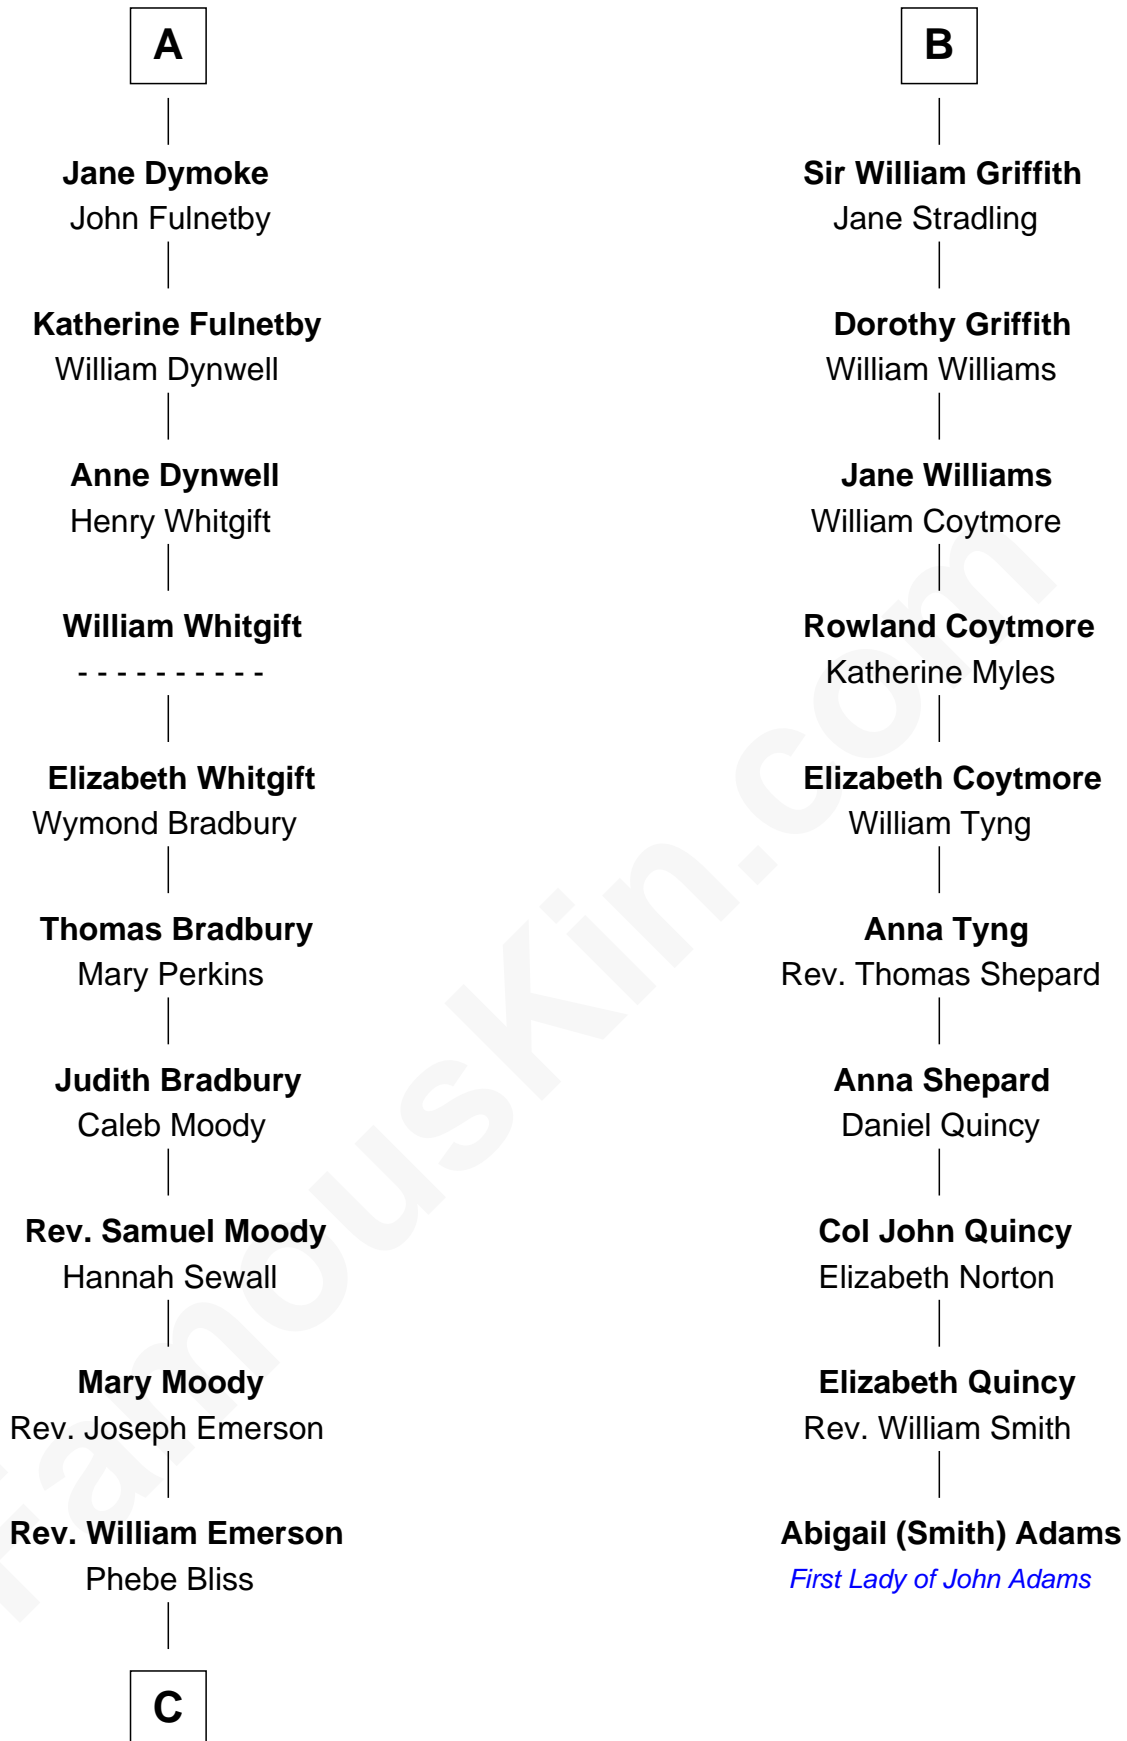 A
Jane Dymoke
John Fulnetby
Katherine Fulnetby
William Dynwell
Anne Dynwell
Henry Whitgift
William Whitgift
- - - - - - - - - -
Elizabeth Whitgift
Wymond Bradbury
Thomas Bradbury
Mary Perkins
Judith Bradbury
Caleb Moody
Rev. Samuel Moody
Hannah Sewall
Mary Moody
Rev. Joseph Emerson
Rev. William Emerson
Phebe Bliss
C
B
Sir William Griffith
Jane Stradling
Dorothy Griffith
William Williams
Jane Williams
William Coytmore
Rowland Coytmore
Katherine Myles
Elizabeth Coytmore
William Tyng
Anna Tyng
Rev. Thomas Shepard
Anna Shepard
Daniel Quincy
Col John Quincy
Elizabeth Norton
Elizabeth Quincy
Rev. William Smith
Abigail (Smith) Adams
First Lady of John Adams
FamousKin.com